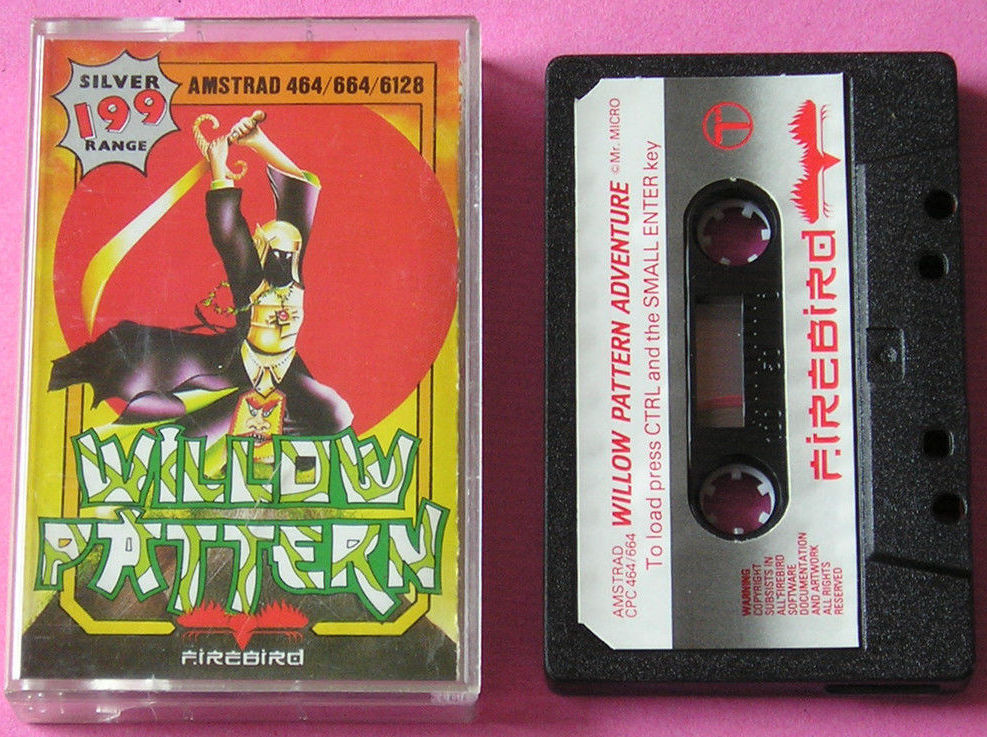 SILVER
199
RANGE
AMSTRAD 464/664/6128
WILLOW
PATTERN
FIREBIRD
AMSTRAD
CPC 464/664
WILLOW PATTERN ADVENTURE © Mr. MICRO
To load press CTRL and the SMALL ENTER key
WARNING
COPYRIGHT
SUBSISTS IN
ALL FIREBIRD
SOFTWARE
DOCUMENTATION
AND ARTWORK
ALL RIGHTS
RESERVED
FIREBIRD